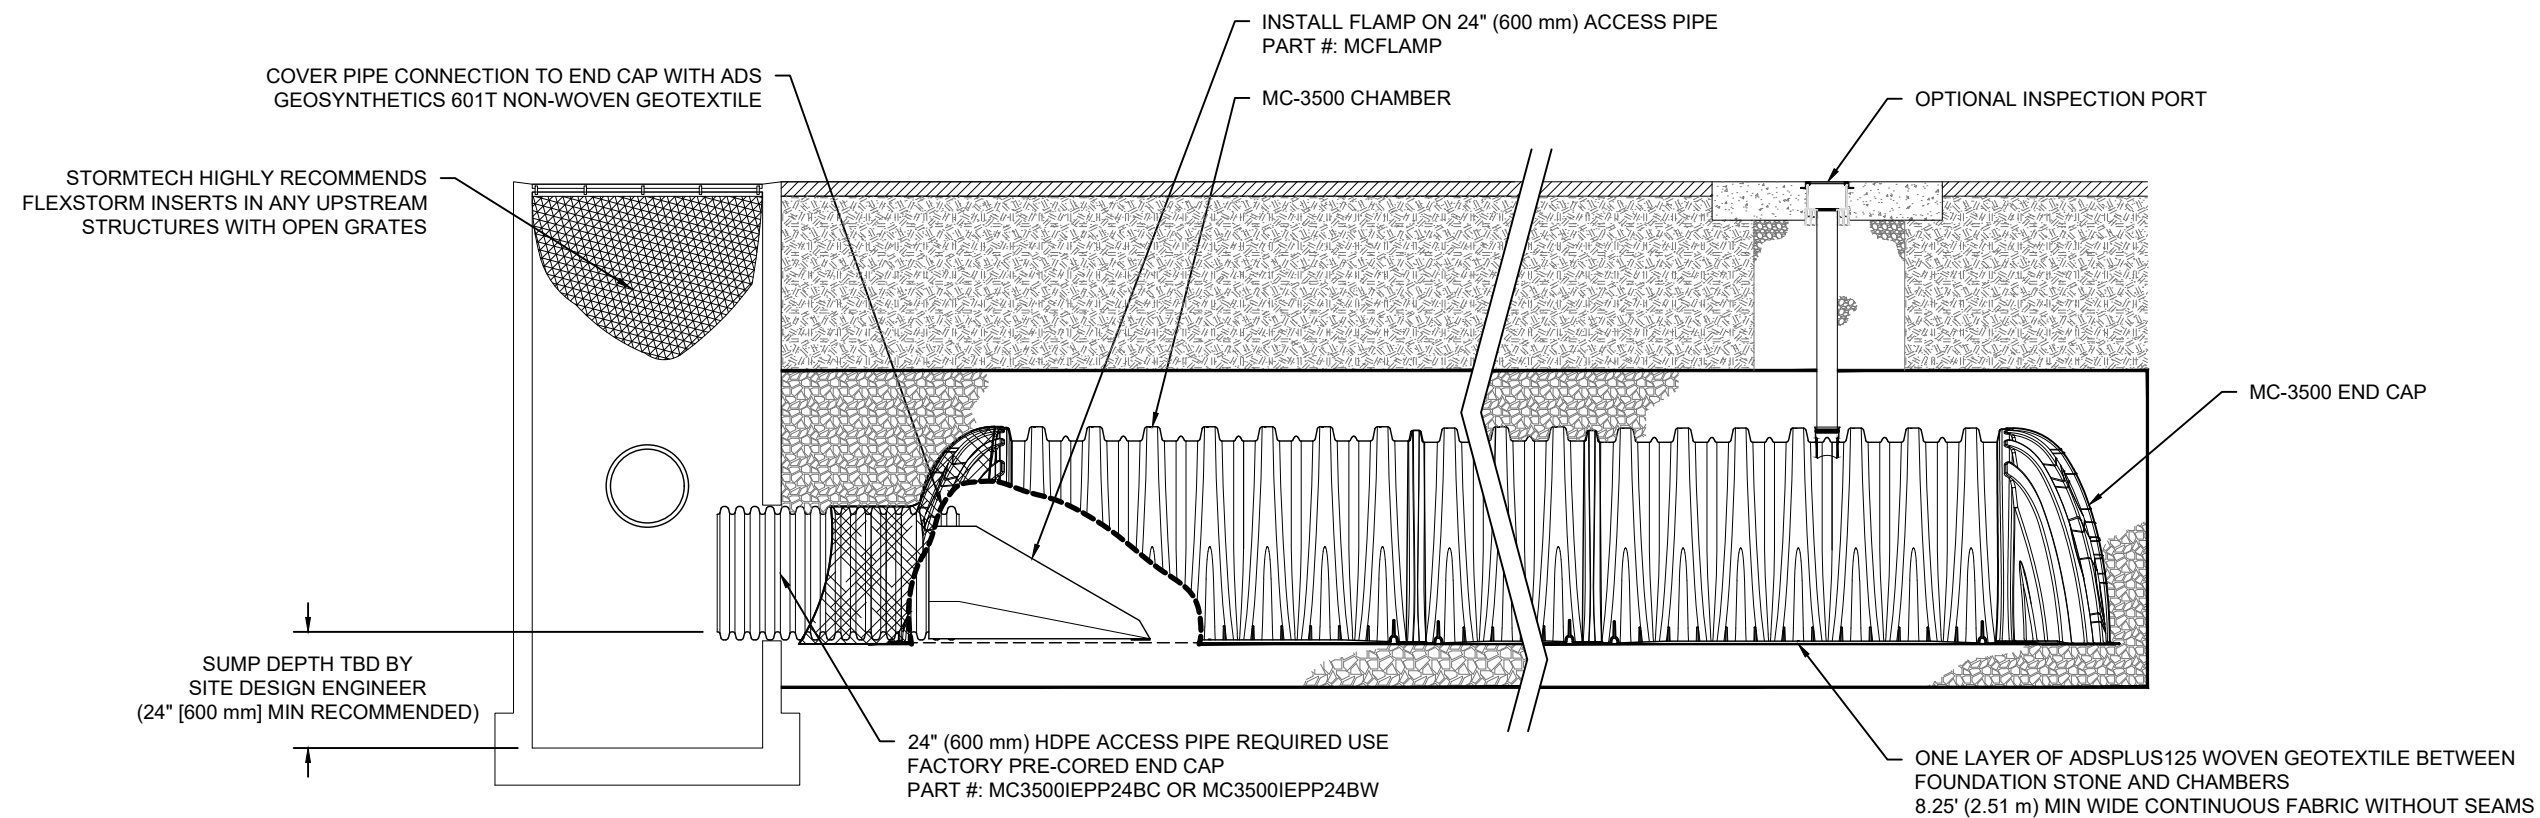 INSTALL FLAMP ON 24" (600 mm) ACCESS PIPE
PART #: MCFLAMP
COVER PIPE CONNECTION TO END CAP WITH ADS
GEOSYNTHETICS 601T NON-WOVEN GEOTEXTILE
MC-3500 CHAMBER
OPTIONAL INSPECTION PORT
STORMTECH HIGHLY RECOMMENDS
FLEXSTORM INSERTS IN ANY UPSTREAM
STRUCTURES WITH OPEN GRATES
MC-3500 END CAP
SUMP DEPTH TBD BY
SITE DESIGN ENGINEER
(24" [600 mm] MIN RECOMMENDED)
24" (600 mm) HDPE ACCESS PIPE REQUIRED USE
FACTORY PRE-CORED END CAP
PART #: MC3500IEPP24BC OR MC3500IEPP24BW
ONE LAYER OF ADSPLUS125 WOVEN GEOTEXTILE BETWEEN
FOUNDATION STONE AND CHAMBERS
8.25' (2.51 m) MIN WIDE CONTINUOUS FABRIC WITHOUT SEAMS